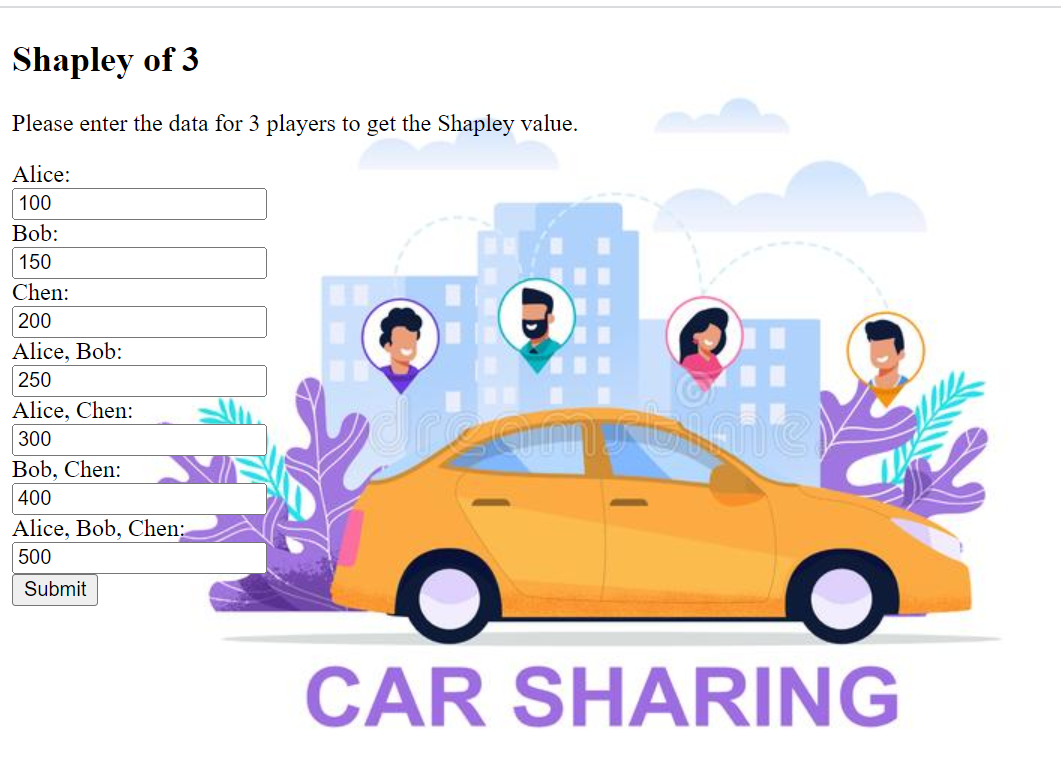 Shapley of 3
Please enter the data for 3 players to get the Shapley value.
Alice:
100
Bob:
150
Chen:
200
Alice, Bob:
250
Alice, Chen:
300
Bob, Chen:
400
Alice, Bob, Chen:
500
Submit
dreamstime.
CAR SHARING